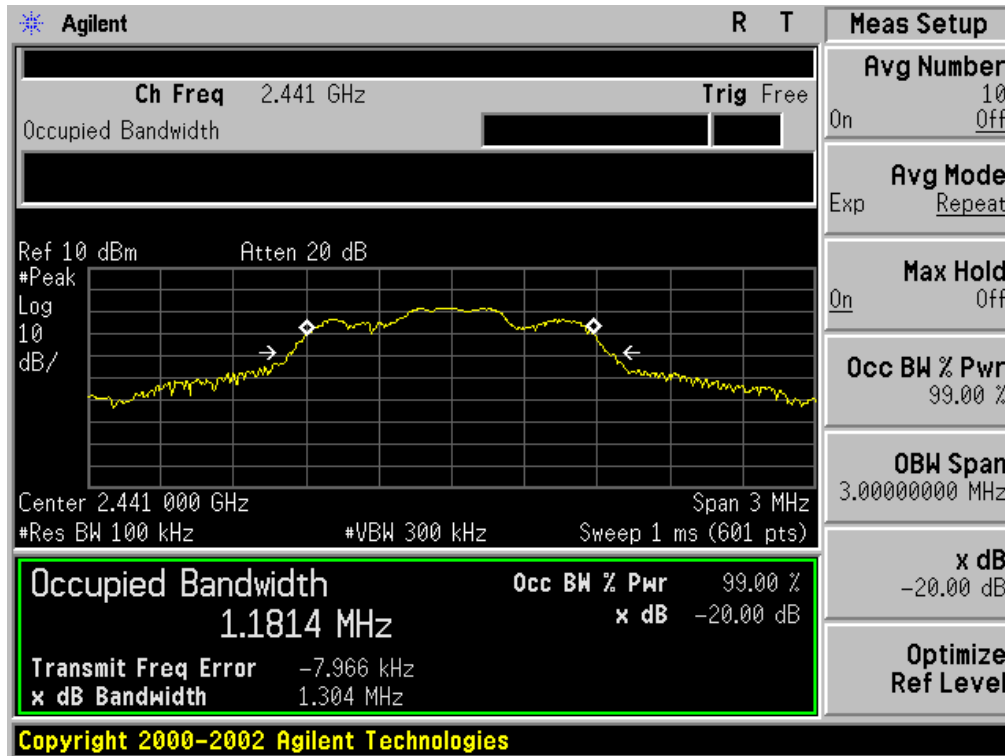 Agilent R T
Ch Freq 2.441 GHz Trig Free
Occupied Bandwidth
Ref 10 dBm Atten 20 dB
#Peak
Log
10
dB/
Center 2.441 000 GHz Span 3 MHz
#Res BW 100 kHz #VBW 300 kHz Sweep 1 ms (601 pts)
Occupied Bandwidth
1.1814 MHz
Occ BW % Pwr 99.00 %
x dB -20.00 dB
Transmit Freq Error -7.966 kHz
x dB Bandwidth 1.304 MHz
Copyright 2000-2002 Agilent Technologies
Meas Setup
Avg Number
10
On Off
Avg Mode
Exp Repeat
Max Hold
On Off
Occ BW % Pwr
99.00 %
OBW Span
3.00000000 MHz
x dB
-20.00 dB
Optimize
Ref Level